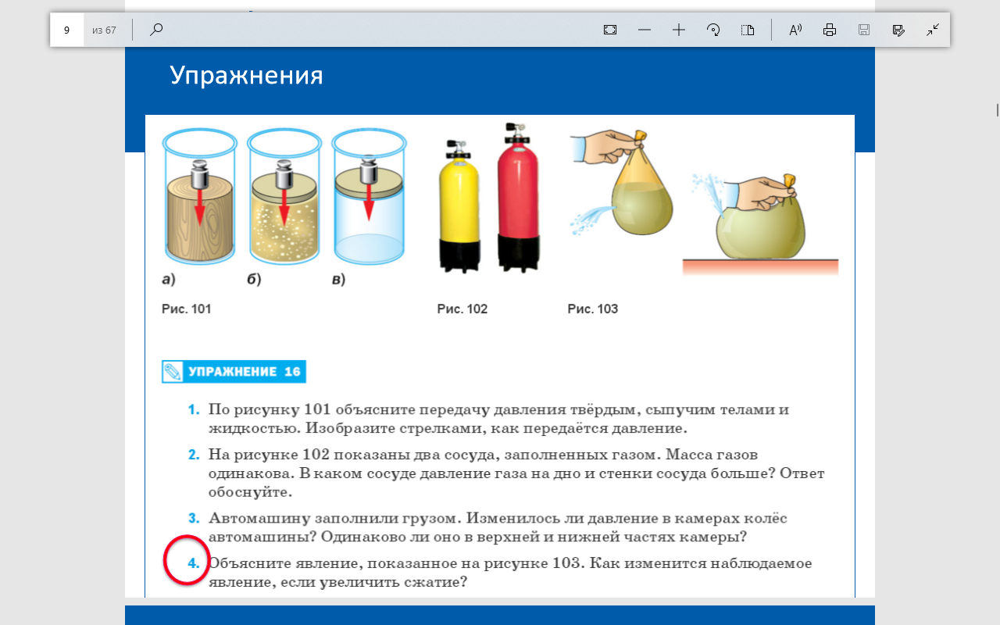 9 из 67
Упражнения
а) б) в)
Рис. 101 Рис. 102 Рис. 103
УПРАЖНЕНИЕ 16
1. По рисунку 101 объясните передачу давления твёрдым, сыпучим телами и
жидкостью. Изобразите стрелками, как передаётся давление.
2. На рисунке 102 показаны два сосуда, заполненных газом. Масса газов
одинакова. В каком сосуде давление газа на дно и стенки сосуда больше? Ответ
обоснуйте.
3. Автомашину заполнили грузом. Изменилось ли давление в камерах колёс
автомашины? Одинаково ли оно в верхней и нижней частях камеры?
4. Объясните явление, показанное на рисунке 103. Как изменится наблюдаемое
явление, если увеличить сжатие?